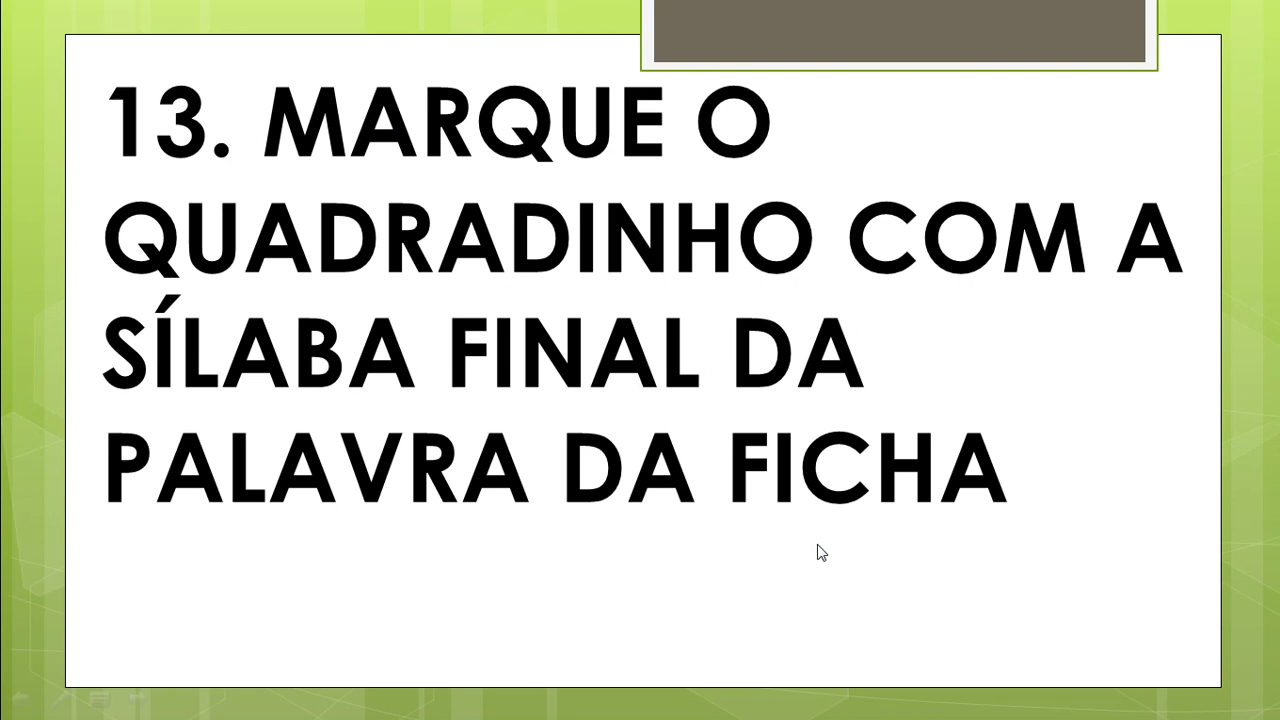 13. MARQUE O
QUADRADINHO COM A
SÍLABA FINAL DA
PALAVRA DA FICHA